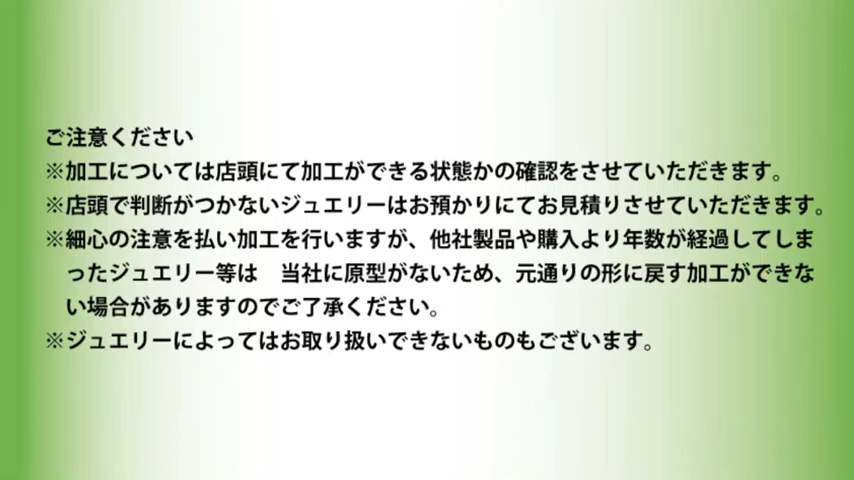 ご注意ください
※加工については店頭にて加工ができる状態かの確認をさせていただきます。
※店頭で判断がつかないジュエリーはお預かりにてお見積りさせていただきます。
※細心の注意を払い加工を行いますが、他社製品や購入より年数が経過してしま
ったジュエリー等は　当社に原型がないため、元通りの形に戻す加工ができな
い場合がありますのでご了承ください。
※ジュエリーによってはお取り扱いできないものもございます。